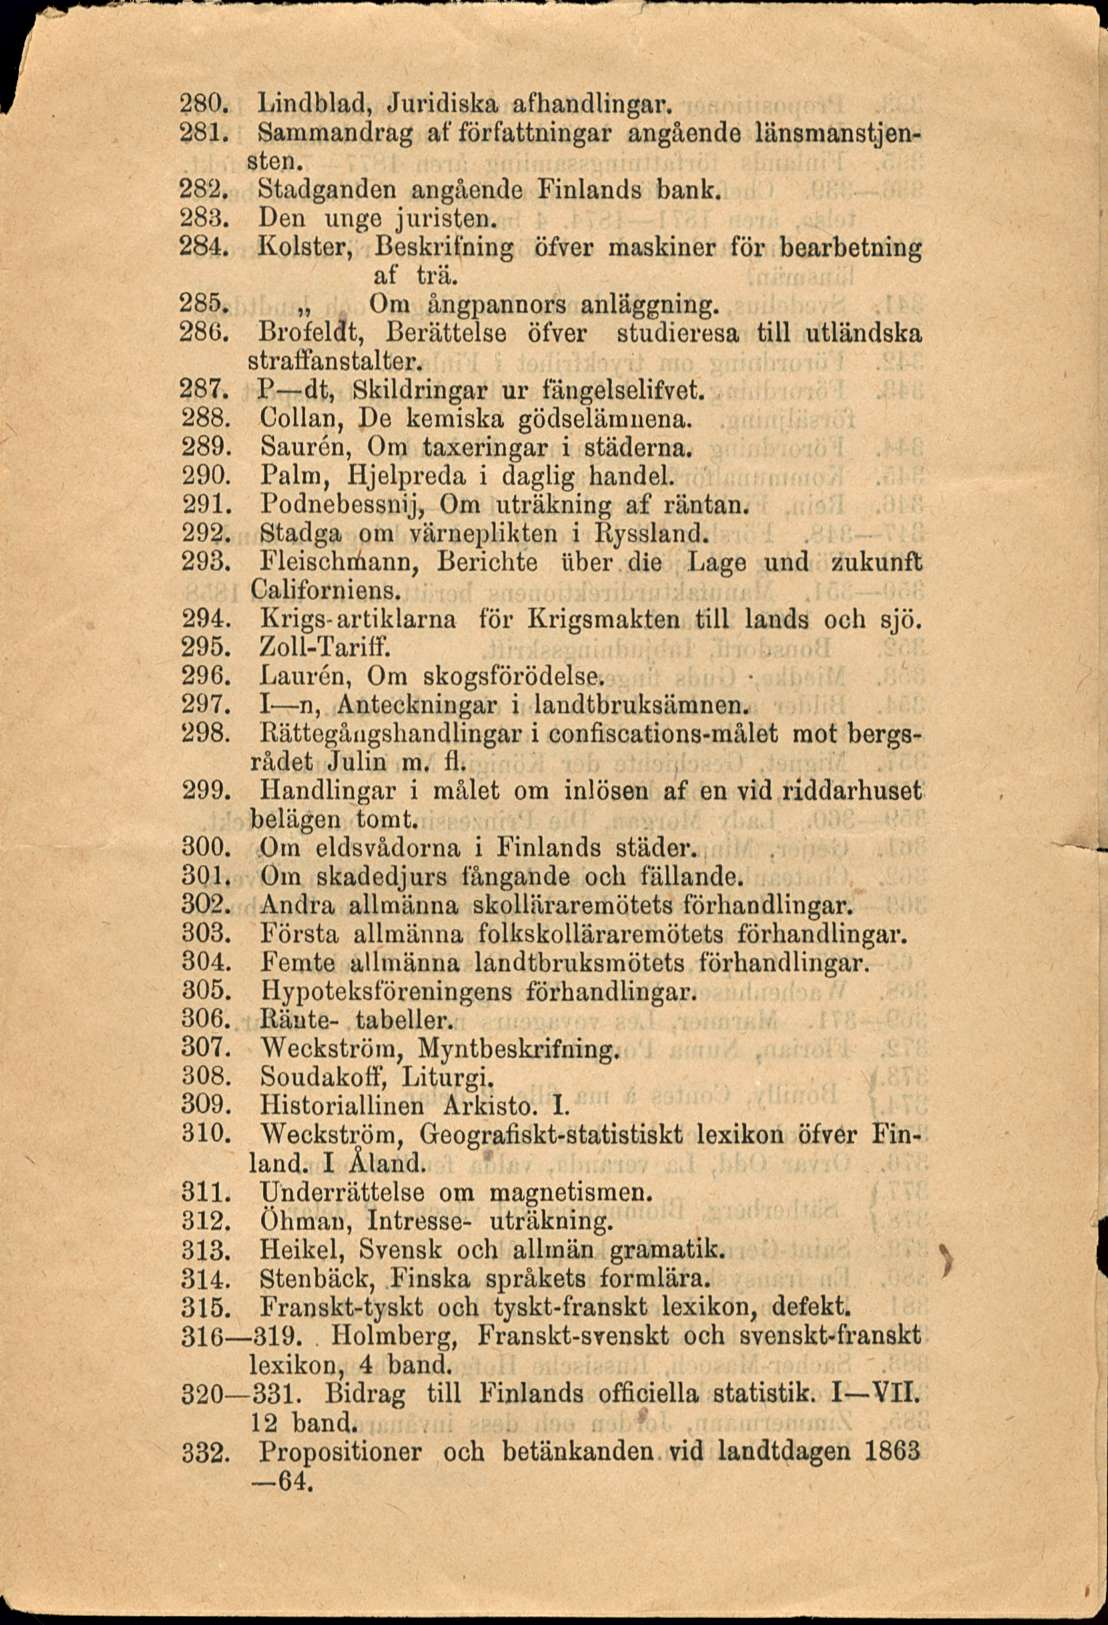 280. Lindblad, Juridiska afhandlingar.
281. Sammandrag af författningar angående länsmanstjen-
sten.
282. Stadganden angående Finlands bank.
283. Den unge juristen.
284. Kolster, Beskrifning öfver maskiner för bearbetning
af trä.
285. „ Om ångpannors anläggning.
286. Brofeldt, Berättelse öfver studieresa till utländska
straffanstalter.
287. P—dt, Skildringar ur fängelselifvet.
288. Collan, De kemiska gödselämnena.
289. Saurén, Om taxeringar i städerna.
290. Palm, Hjelpreda i daglig handel.
291. Podnebessnij, Om uträkning af räntan.
292. Stadga om värneplikten i Ryssland.
293. Fleischmann, Berichte über die Lage und zukunft
Californiens.
294. Krigs-artiklarna för Krigsmakten till lands och sjö.
295. Zoll-Tariff.
296. Laurén, Om skogsförödelse.
297. I—n, Anteckningar i landtbruksämnen.
298. Rättegångshandlingar i confiscations-målet mot bergs-
rådet Julin m. fl.
299. Handlingar i målet om inlösen af en vid riddarhuset
belägen tomt.
300. Om eldsvådorna i Finlands städer.
301. Om skadedjurs fångande och fällande.
302. Andra allmänna skolläraremötets förhandlingar.
303. Första allmänna folkskolläraremötets förhandlingar.
304. Femte allmänna landtbruksmötets förhandlingar.
305. Hypoteksföreningens förhandlingar.
306. Ränte- tabeller.
307. Weckström, Myntbeskrifning.
308. Soudakoff, Liturgi.
309. Historiallinen Arkisto. I.
310. Weckström, Geografiskt-statistiskt lexikon öfver Fin-
land. I Åland.
311. Underrättelse om magnetismen.
312. Öhman, Intresse- uträkning.
313. Heikel, Svensk och allmän gramatik.
314. Stenbäck, Finska språkets formlära.
315. Franskt-tyskt och tyskt-franskt lexikon, defekt.
316—319. Holmberg, Franskt-svenskt och svenskt-franskt
lexikon, 4 band.
320—331. Bidrag till Finlands officiella statistik. I—VII.
12 band.
332. Propositioner och betänkanden vid landtdagen 1863
—64.